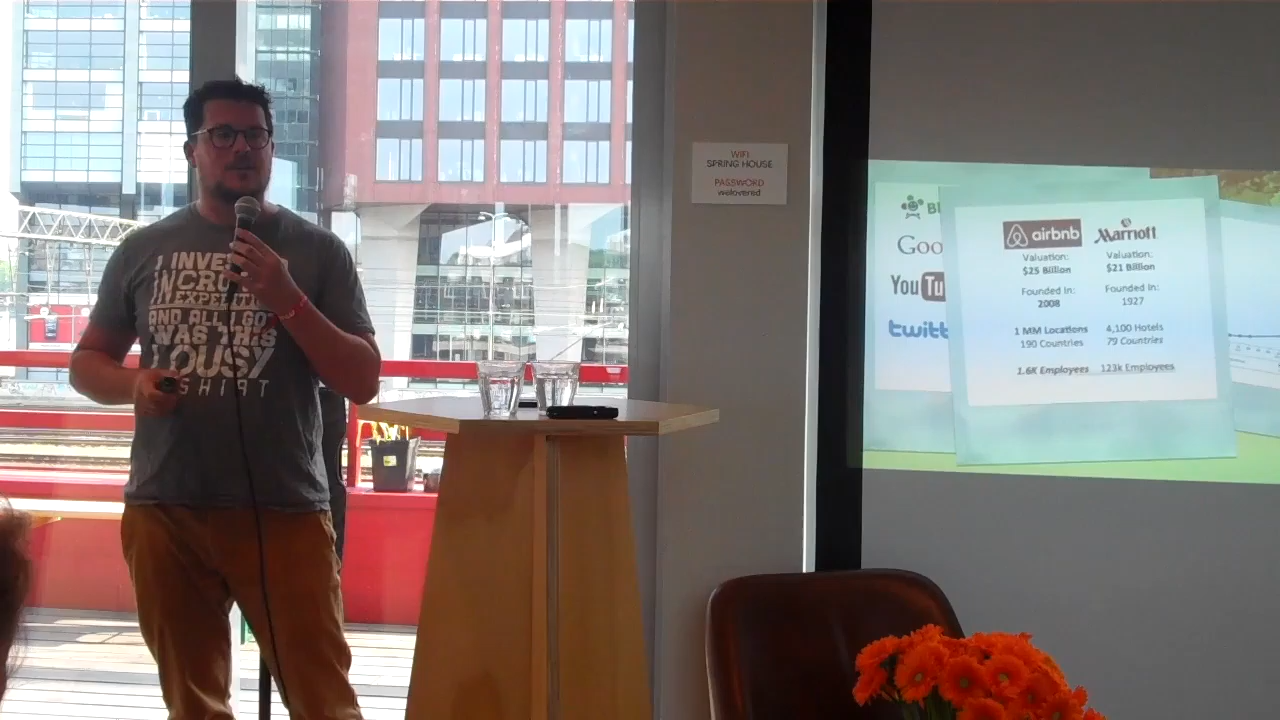 I INVE
IN CRO
EXPEDIT
AND ALL I GO
WAS THIS
LOUSY
SHIRT
WIFI
SPRING HOUSE
PASSWORD
welovered
Goo
You Tu
twitt
airbnb
Marriott
Valuation:
Valuation:
$25 Billion
$21 Billion
Founded In:
Founded In:
2008
1927
1 MM Locations
4,100 Hotels
190 Countries
79 Countries
1.6K Employees
123k Employees